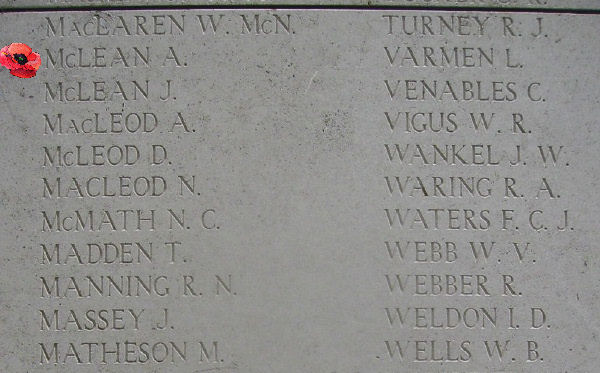 MacLAREN W. McN.
McLEAN A.
McLEAN J.
MacLEOD A.
McLEOD D.
MACLEOD N.
McMATH N. C.
MADDEN T.
MANNING R. N.
MASSEY J.
MATHESON M.
TURNEY R. J.
VARMEN L.
VENABLES C.
VIGUS W. R.
WANKEL J. W.
WARING R. A.
WATERS F. C. J.
WEBB W. V.
WEBBER R.
WELDON I. D.
WELLS W. B.